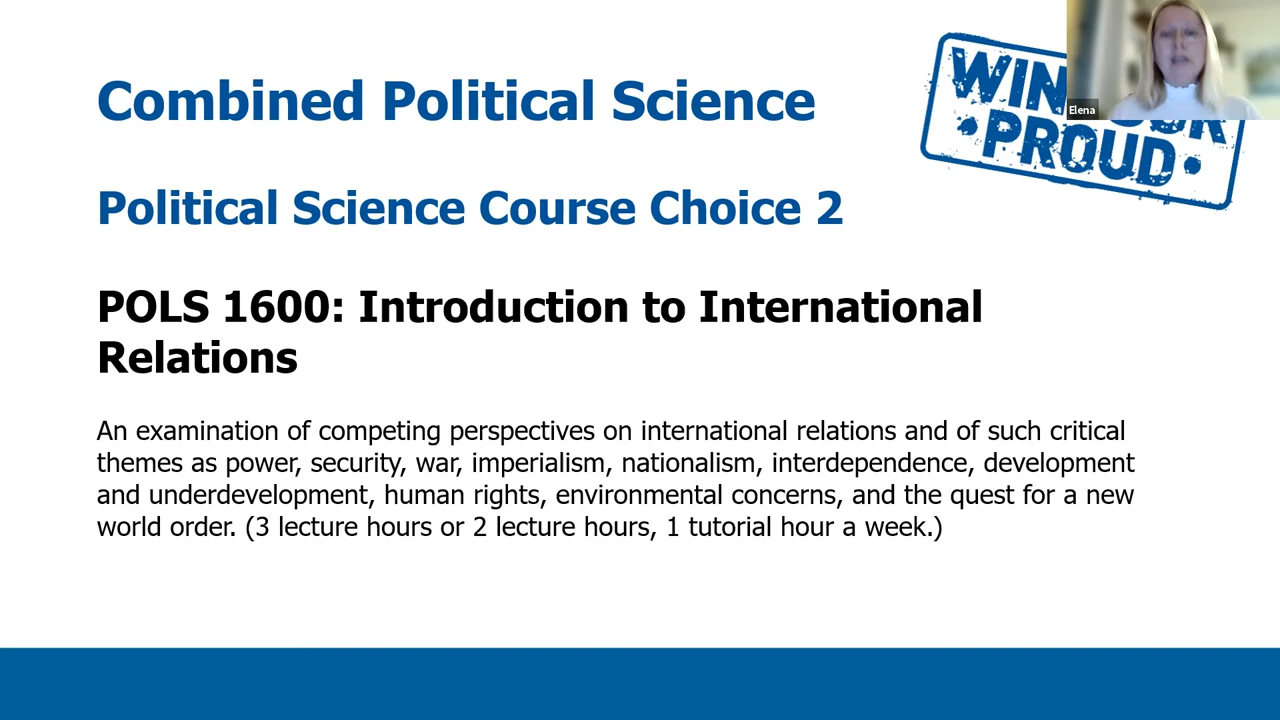 Combined Political Science
Elena
PROUD
Political Science Course Choice 2
POLS 1600: Introduction to International
Relations
An examination of competing perspectives on international relations and of such critical
themes as power, security, war, imperialism, nationalism, interdependence, development
and underdevelopment, human rights, environmental concerns, and the quest for a new
world order. (3 lecture hours or 2 lecture hours, 1 tutorial hour a week.)